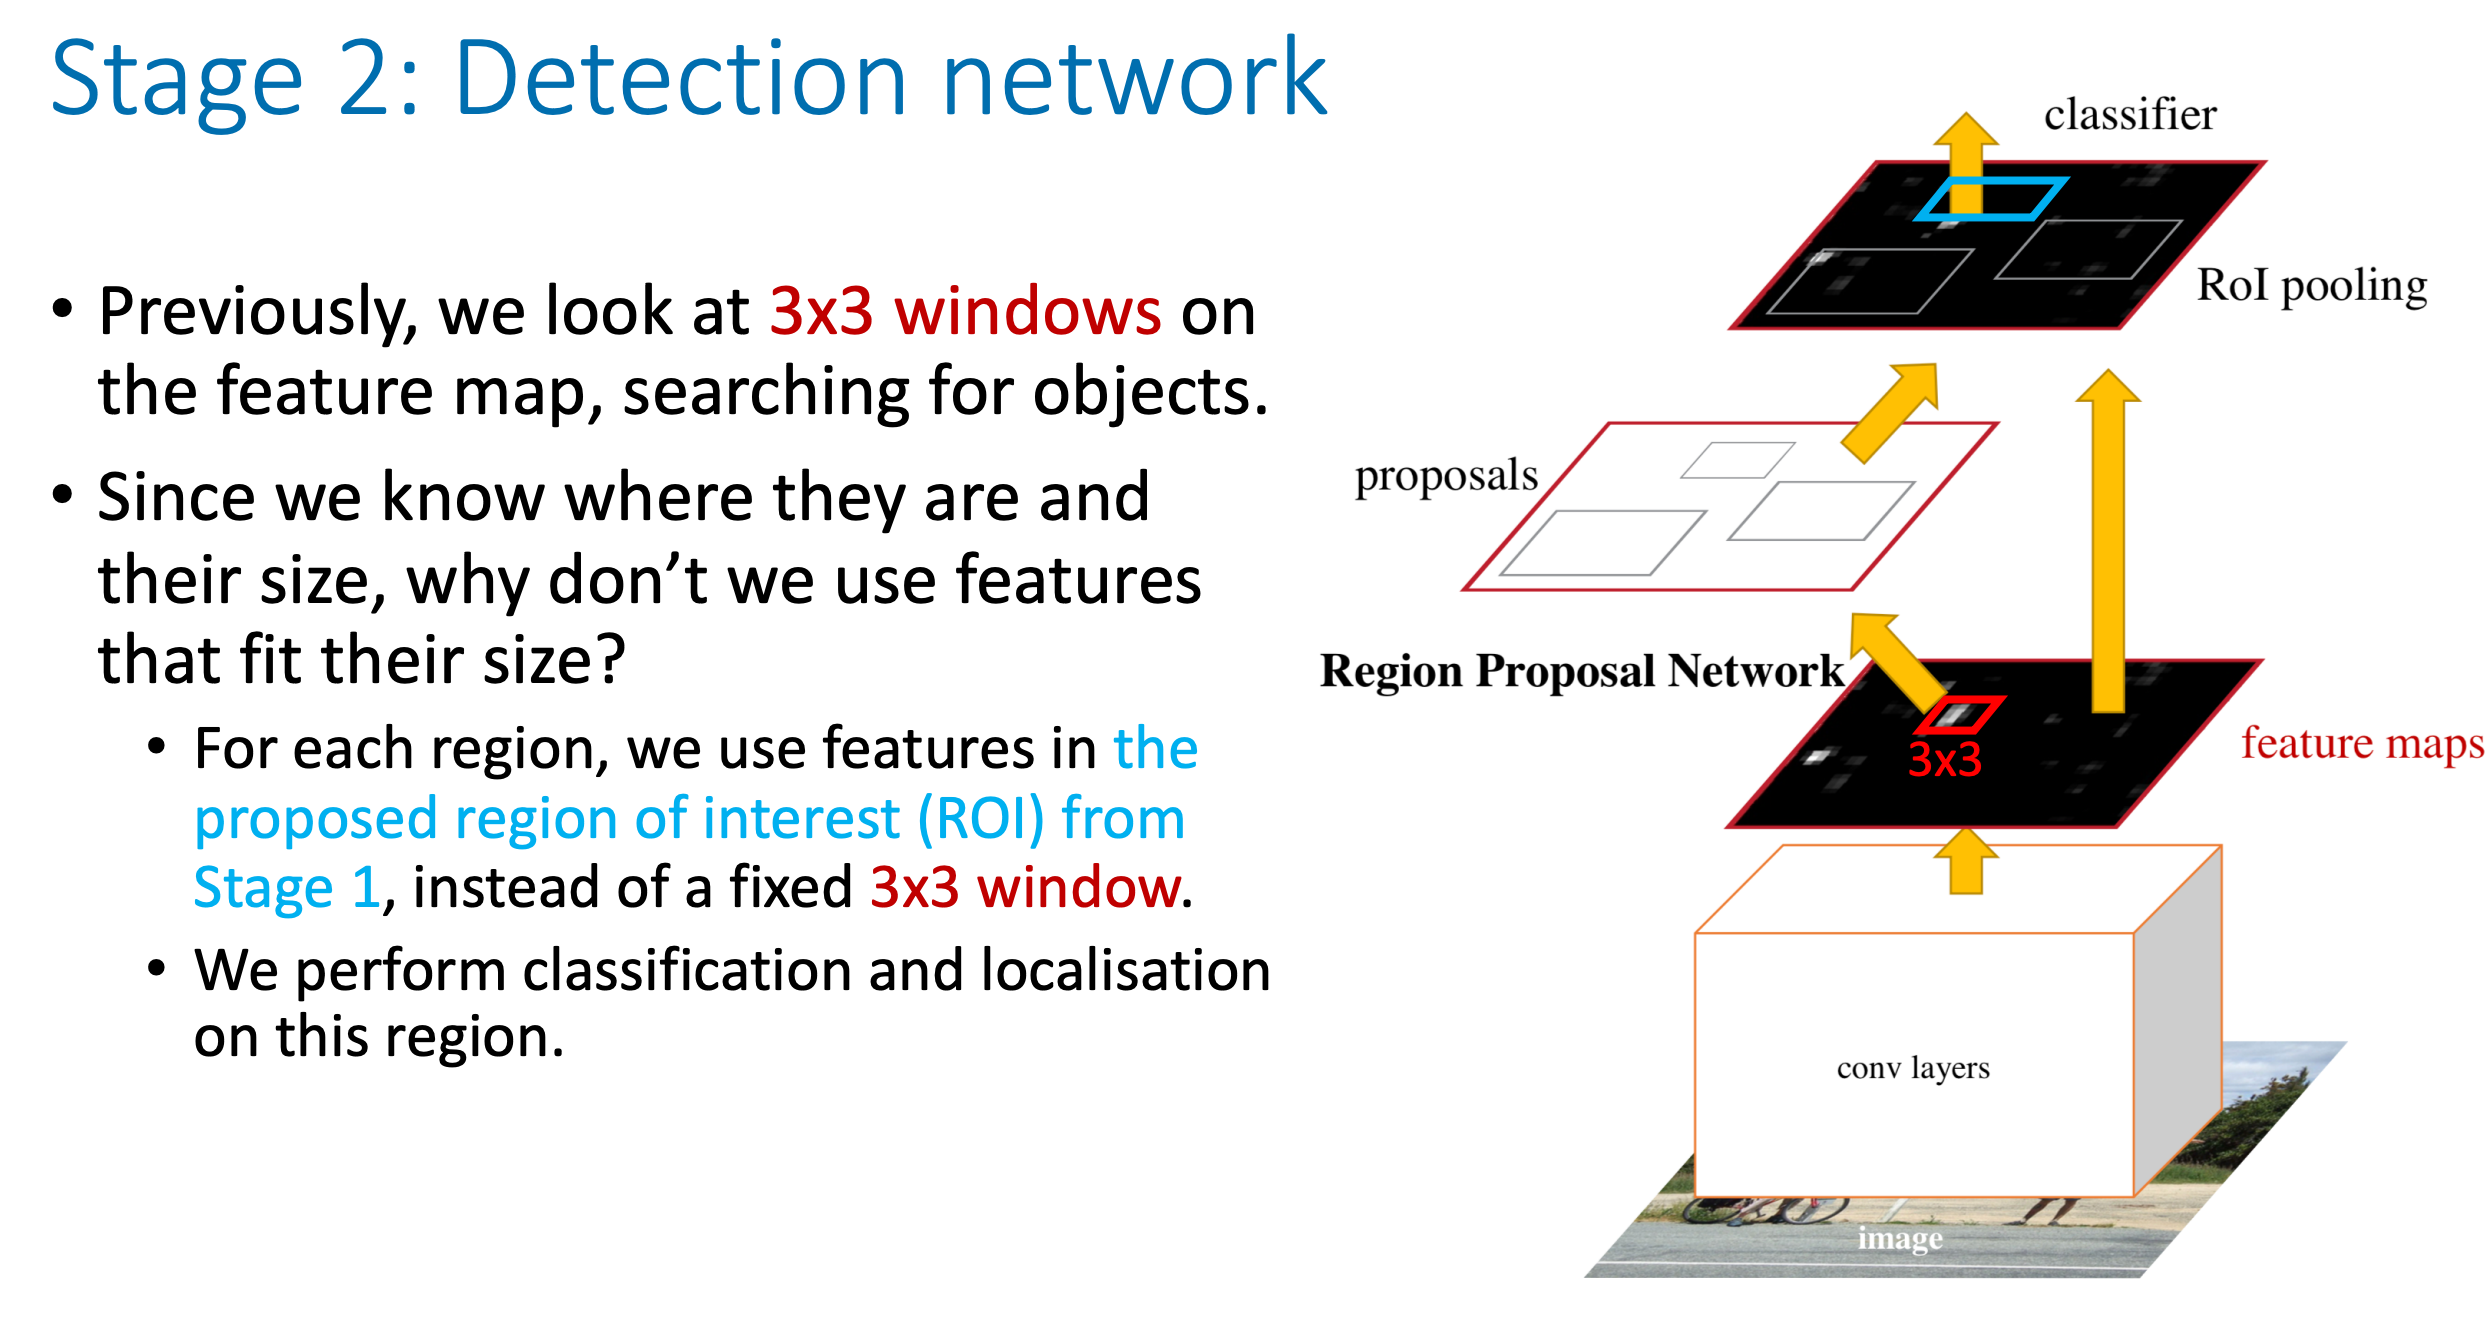 Stage 2: Detection network
• Previously, we look at 3x3 windows on
the feature map, searching for objects.
• Since we know where they are and
their size, why don’t we use features
that fit their size?
• For each region, we use features in the
proposed region of interest (ROI) from
Stage 1, instead of a fixed 3x3 window.
• We perform classification and localisation
on this region.
classifier
RoI pooling
proposals
Region Proposal Network
feature maps
3x3
conv layers
image